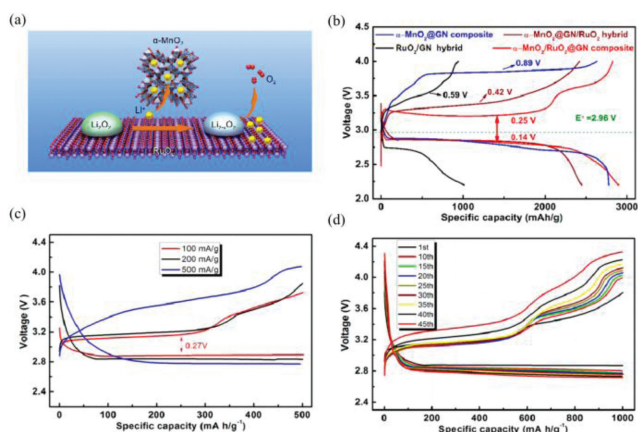 (a)
α-MnO₂
O₂
Li⁺
Li₂O₂
Li₂₋ₓO₂
(b)
α-MnO₂@GN composite
α-MnO₂@GN/RuO₂ hybrid
RuO₂/GN hybrid
α-MnO₂/RuO₂@GN composite
0.89 V
0.59 V
0.42 V
0.25 V
0.14 V
E° =2.96 V
Voltage (V)
4.0
3.5
3.0
2.5
2.0
0
1000
2000
3000
Specific capacity (mAh/g)
(c)
100 mA/g
200 mA/g
500 mA/g
0.27V
Voltage (V)
4.4
4.0
3.6
3.2
2.8
2.4
0
100
200
300
400
500
Specific capacity (mA h/g⁻¹)
(d)
1st
10th
15th
20th
25th
30th
35th
40th
45th
Voltage (V)
4.4
4.0
3.6
3.2
2.8
2.4
0
200
400
600
800
1000
Specific capacity (mA h/g⁻¹)